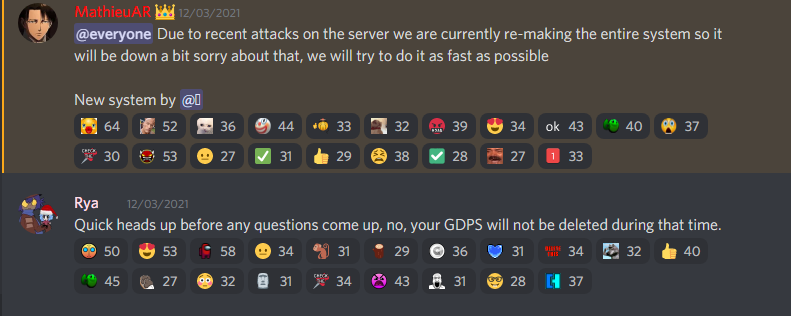 MathieuAR 12/03/2021
@everyone Due to recent attacks on the server we are currently re-making the entire system so it
will be down a bit sorry about that, we will try to do it as fast as possible
New system by @
64 52 36 44 33 32 39 34 ok 43 40 37
30 53 27 31 29 38 28 27 1 33
Rya 12/03/2021
Quick heads up before any questions come up, no, your GDPS will not be deleted during that time.
50 53 58 34 31 29 36 31 34 32 40
45 27 32 31 CHECK 34 43 31 28 37